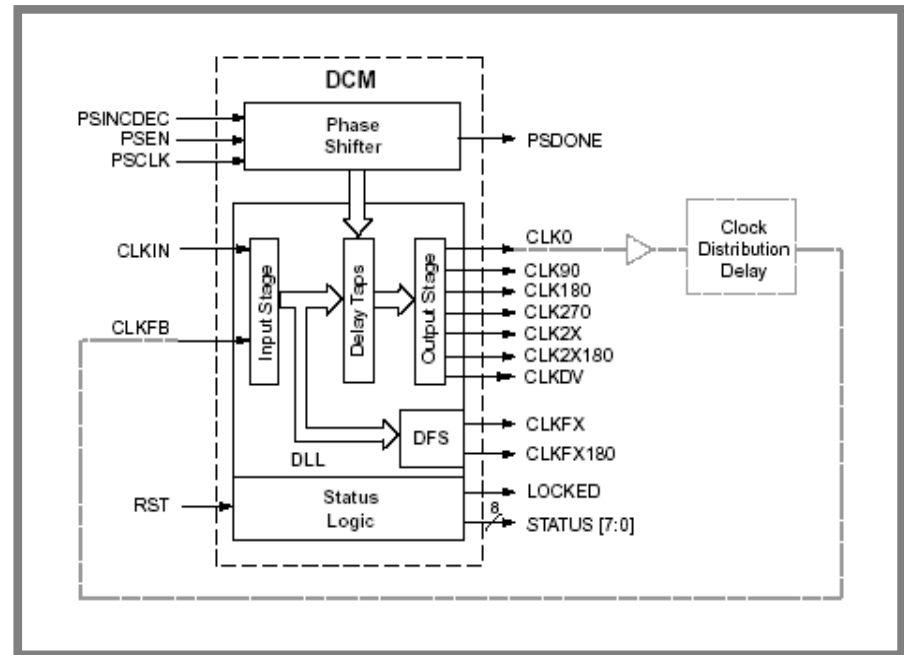 DCM
PSINCDEC
PSEN
PSCLK
Phase
Shifter
PSDONE
CLKIN
CLKFB
Input Stage
Delay Taps
Output Stage
CLK0
CLK90
CLK180
CLK270
CLK2X
CLK2X180
CLKDV
Clock
Distribution
Delay
DFS
CLKFX
CLKFX180
DLL
RST
Status
Logic
LOCKED
8
STATUS [7:0]